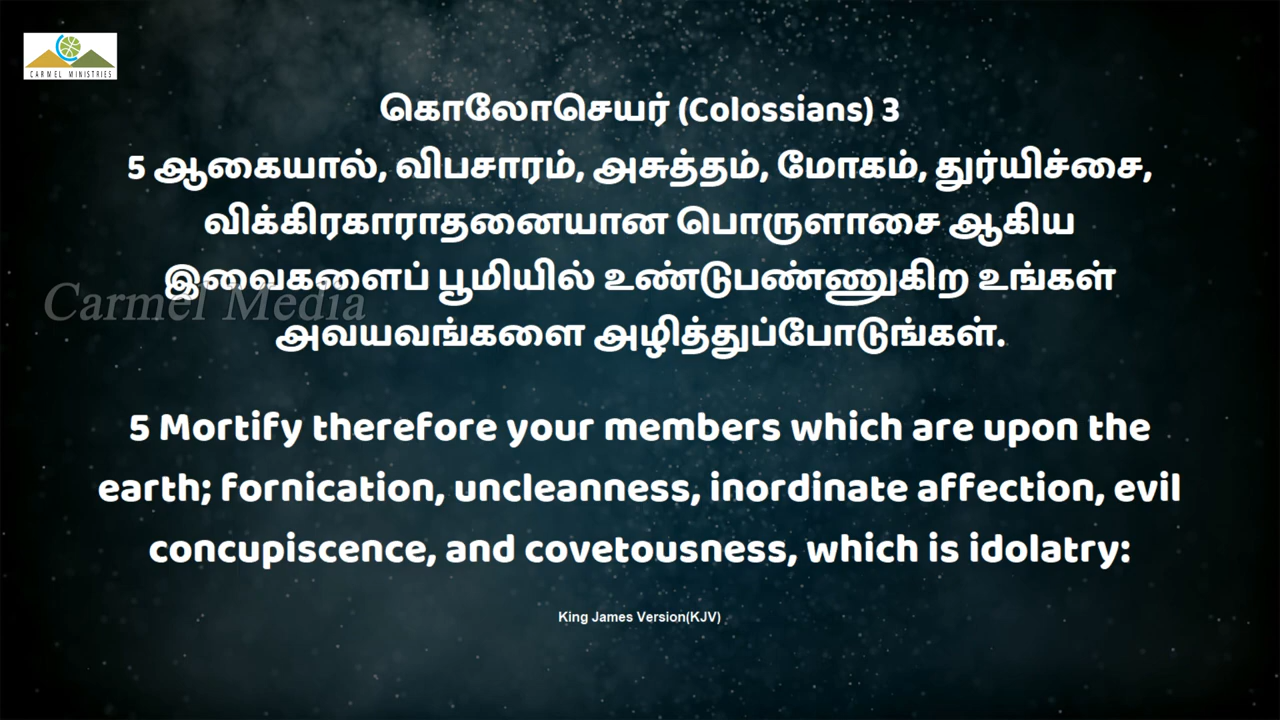 CARMEL MINISTRIES
கொலோசெயர் (Colossians) 3
5 ஆகையால், விபசாரம், அசுத்தம், மோகம், துர்யிச்சை,
விக்கிரகாராதனையான பொருளாசை ஆகிய
இவைகளைப் பூமியில் உண்டுபண்ணுகிற உங்கள்
Carmel Media
அவயவங்களை அழித்துப்போடுங்கள்.
5 Mortify therefore your members which are upon the
earth; fornication, uncleanness, inordinate affection, evil
concupiscence, and covetousness, which is idolatry:
King James Version(KJV)